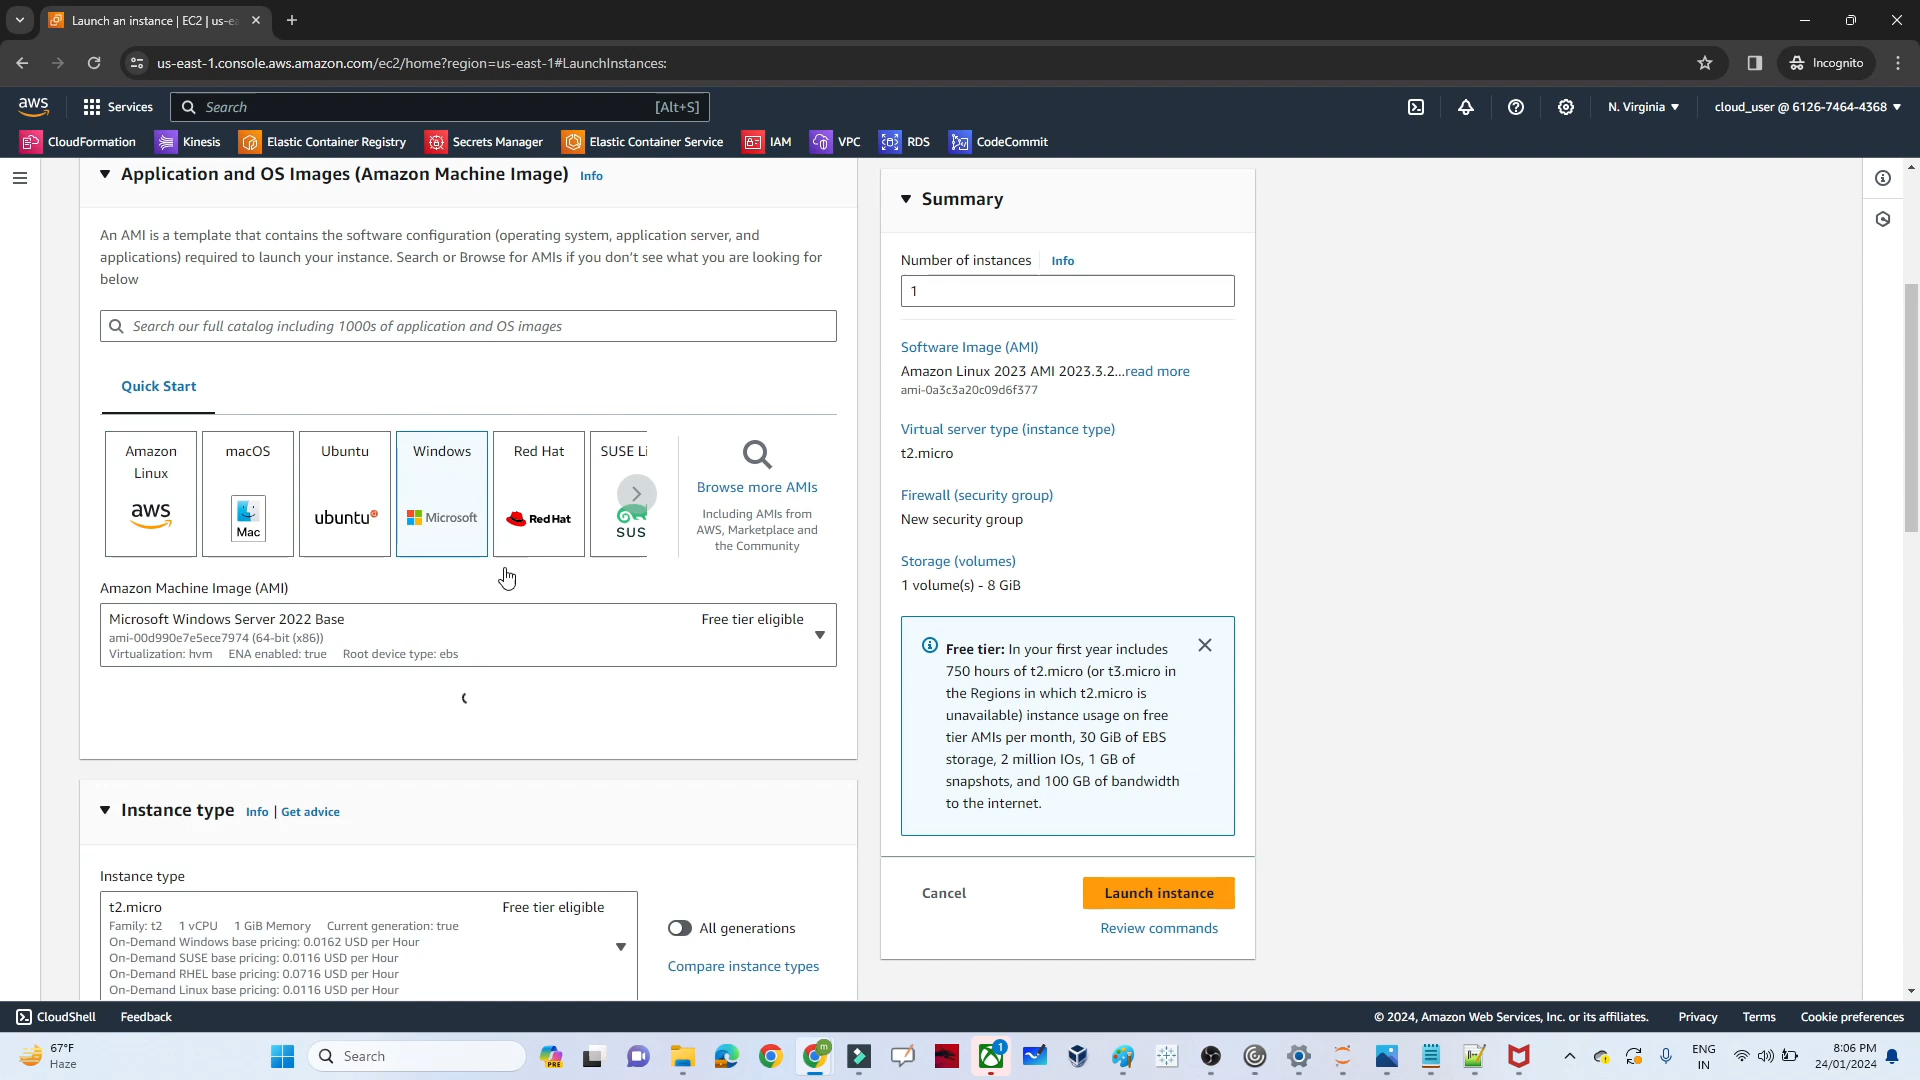 Launch an instance | EC2 | us-ea
us-east-1.console.aws.amazon.com/ec2/home?region=us-east-1#LaunchInstances:
Incognito
aws
Services
Search
[Alt+S]
N. Virginia
cloud_user @ 6126-7464-4368
CloudFormation
Kinesis
Elastic Container Registry
Secrets Manager
Elastic Container Service
IAM
VPC
RDS
CodeCommit
Application and OS Images (Amazon Machine Image) Info
An AMI is a template that contains the software configuration (operating system, application server, and
applications) required to launch your instance. Search or Browse for AMIs if you don't see what you are looking for
below
Search our full catalog including 1000s of application and OS images
Quick Start
Amazon
Linux
aws
macOS
Mac
Ubuntu
ubuntu
Windows
Microsoft
Red Hat
Red Hat
SUSE Li
SUS
Browse more AMIs
Including AMIs from
AWS, Marketplace and
the Community
Amazon Machine Image (AMI)
Microsoft Windows Server 2022 Base
Free tier eligible
ami-00d990e7e5ece7974 (64-bit (x86))
Virtualization: hvm ENA enabled: true Root device type: ebs
Instance type Info | Get advice
Instance type
t2.micro
Free tier eligible
Family: t2 1 vCPU 1 GiB Memory Current generation: true
On-Demand Windows base pricing: 0.0162 USD per Hour
On-Demand SUSE base pricing: 0.0116 USD per Hour
On-Demand RHEL base pricing: 0.0716 USD per Hour
On-Demand Linux base pricing: 0.0116 USD per Hour
All generations
Compare instance types
Summary
Number of instances Info
1
Software Image (AMI)
Amazon Linux 2023 AMI 2023.3.2...read more
ami-0a3c3a20c09d6f377
Virtual server type (instance type)
t2.micro
Firewall (security group)
New security group
Storage (volumes)
1 volume(s) - 8 GiB
Free tier: In your first year includes
750 hours of t2.micro (or t3.micro in
the Regions in which t2.micro is
unavailable) instance usage on free
tier AMIs per month, 30 GiB of EBS
storage, 2 million IOs, 1 GB of
snapshots, and 100 GB of bandwidth
to the internet.
Cancel
Launch instance
Review commands
CloudShell
Feedback
© 2024, Amazon Web Services, Inc. or its affiliates.
Privacy
Terms
Cookie preferences
67°F
Haze
Search
PRE
m
1
ENG
IN
8:06 PM
24/01/2024